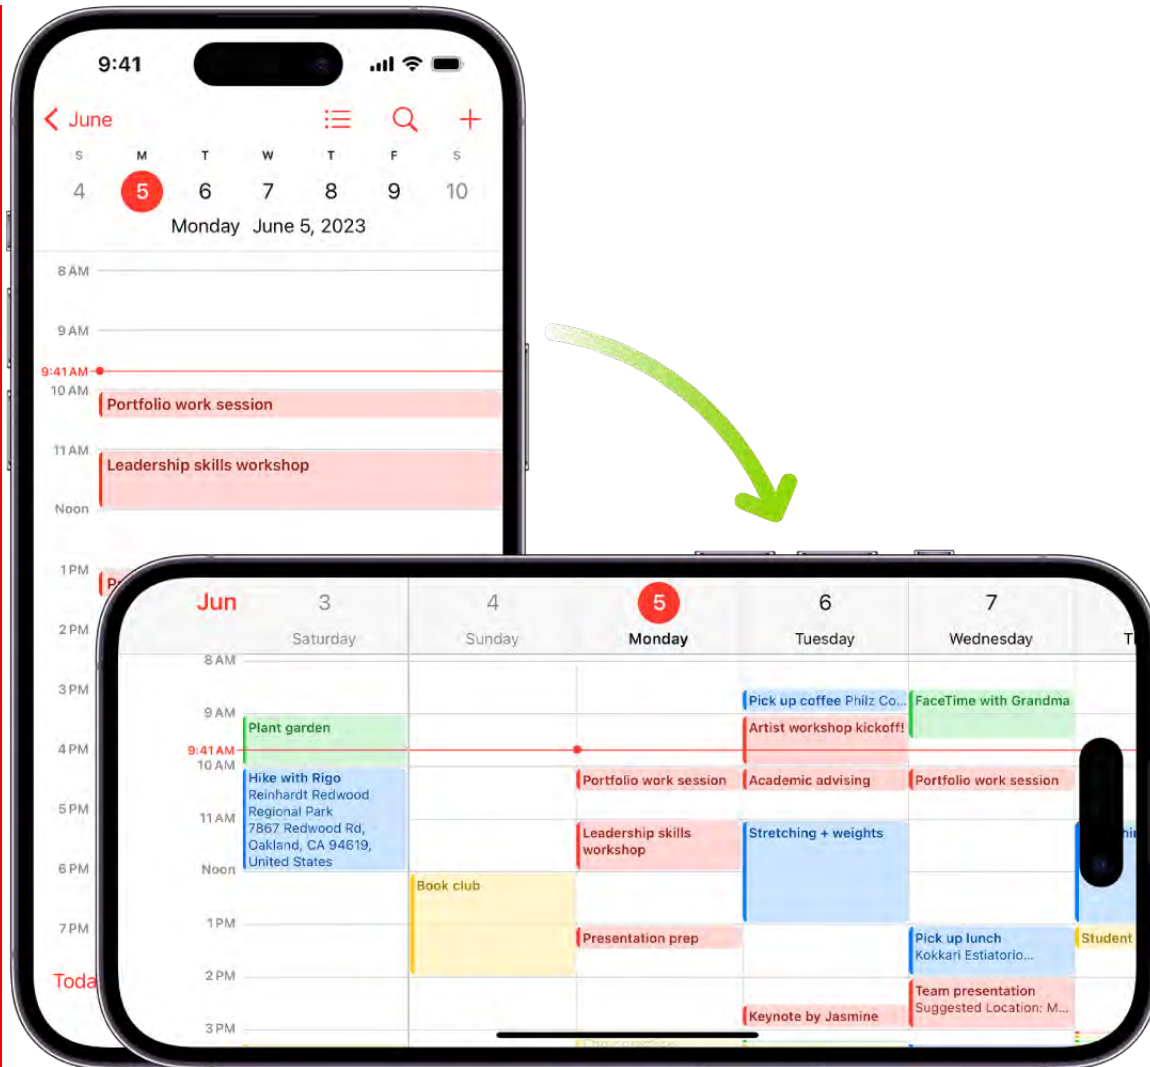 9:41
June
S M T W T F S
4 5 6 7 8 9 10
Monday June 5, 2023
8 AM
9 AM
9:41 AM
10 AM
Portfolio work session
11 AM
Leadership skills workshop
Noon
1 PM
2 PM
3 PM
4 PM
5 PM
6 PM
7 PM
Jun
3 4 5 6 7
Saturday Sunday Monday Tuesday Wednesday
8 AM
Pick up coffee Philz Co...
FaceTime with Grandma
9 AM
Plant garden
Artist workshop kickoff!
9:41 AM
10 AM
Hike with Rigo
Reinhardt Redwood
Regional Park
7867 Redwood Rd,
Oakland, CA 94619,
United States
Portfolio work session
Academic advising
Portfolio work session
11 AM
Leadership skills
workshop
Stretching + weights
Noon
Book club
1 PM
Presentation prep
Pick up lunch
Kokkari Estiatorio...
Student
2 PM
Team presentation
Suggested Location: M...
Keynote by Jasmine
3 PM